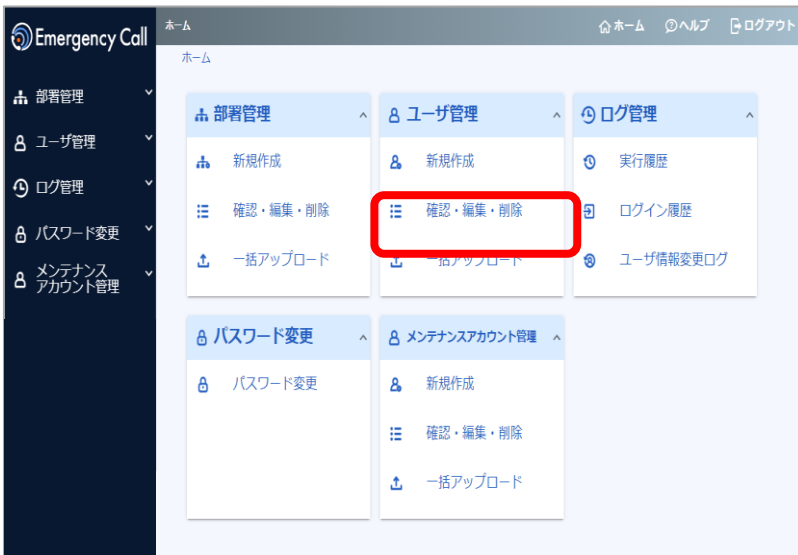 Emergency Call
ホーム
ホーム
ヘルプ
ログアウト
ホーム
部署管理
ユーザ管理
ログ管理
パスワード変更
メンテナンス
アカウント管理
部署管理
新規作成
確認・編集・削除
一括アップロード
ユーザ管理
新規作成
確認・編集・削除
一括アップロード
ログ管理
実行履歴
ログイン履歴
ユーザ情報変更ログ
パスワード変更
パスワード変更
メンテナンスアカウント管理
新規作成
確認・編集・削除
一括アップロード